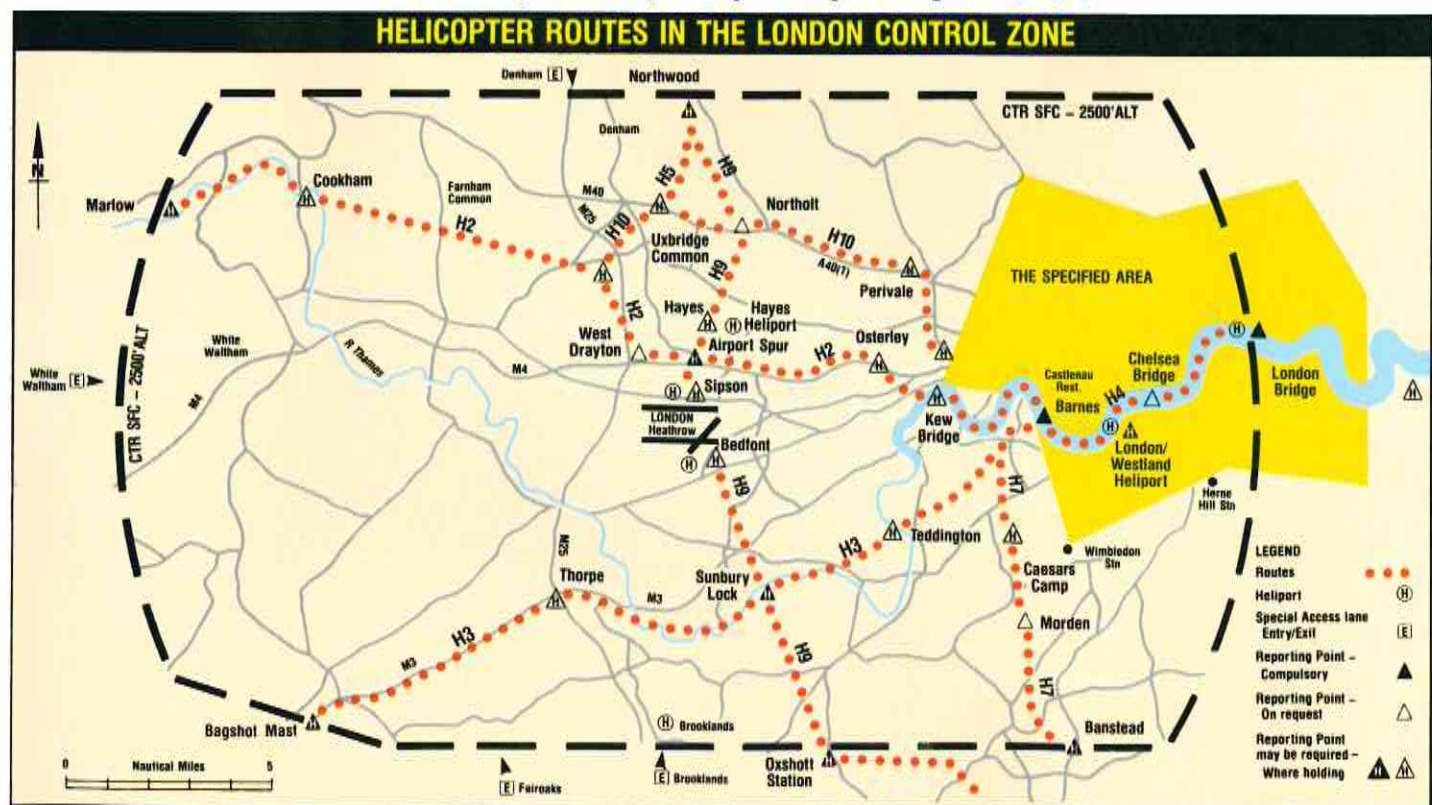 HELICOPTER ROUTES IN THE LONDON CONTROL ZONE
Denham E
Northwood
CTR SFC – 2500'ALT
N
Denham
Cookham
Farnham
Common
M40
H5
H9
Marlow
M25
H10
Northolt
H2
Uxbridge
Common
H10
A40(T)
THE SPECIFIED AREA
H9
Perivale
H2
Hayes
H
Hayes
Heliport
White
Waltham
R Thames
West
Drayton
Airport Spur
H2
Osterley
Chelsea
Bridge
H
White
Waltham E
CTR SFC – 2500'ALT
M4
M4
H
Sipson
Castlenau
Rest.
Barnes
H4
London
Bridge
LONDON
Heathrow
Kew
Bridge
H
London/
Westland
Heliport
Bedfont
H
H9
H7
Herne
Hill Stn
M25
H3
Teddington
Wimbledon
Stn
Thorpe
M3
Sunbury
Lock
Caesars
Camp
Morden
H3
M3
H9
H7
Bagshot Mast
H Brooklands
Banstead
0 Nautical Miles 5
E Fairoaks
E Brooklands
Oxshott
Station
LEGEND
Routes
Heliport H
Special Access lane
Entry/Exit E
Reporting Point –
Compulsory
Reporting Point –
On request
Reporting Point
may be required –
Where holding H H